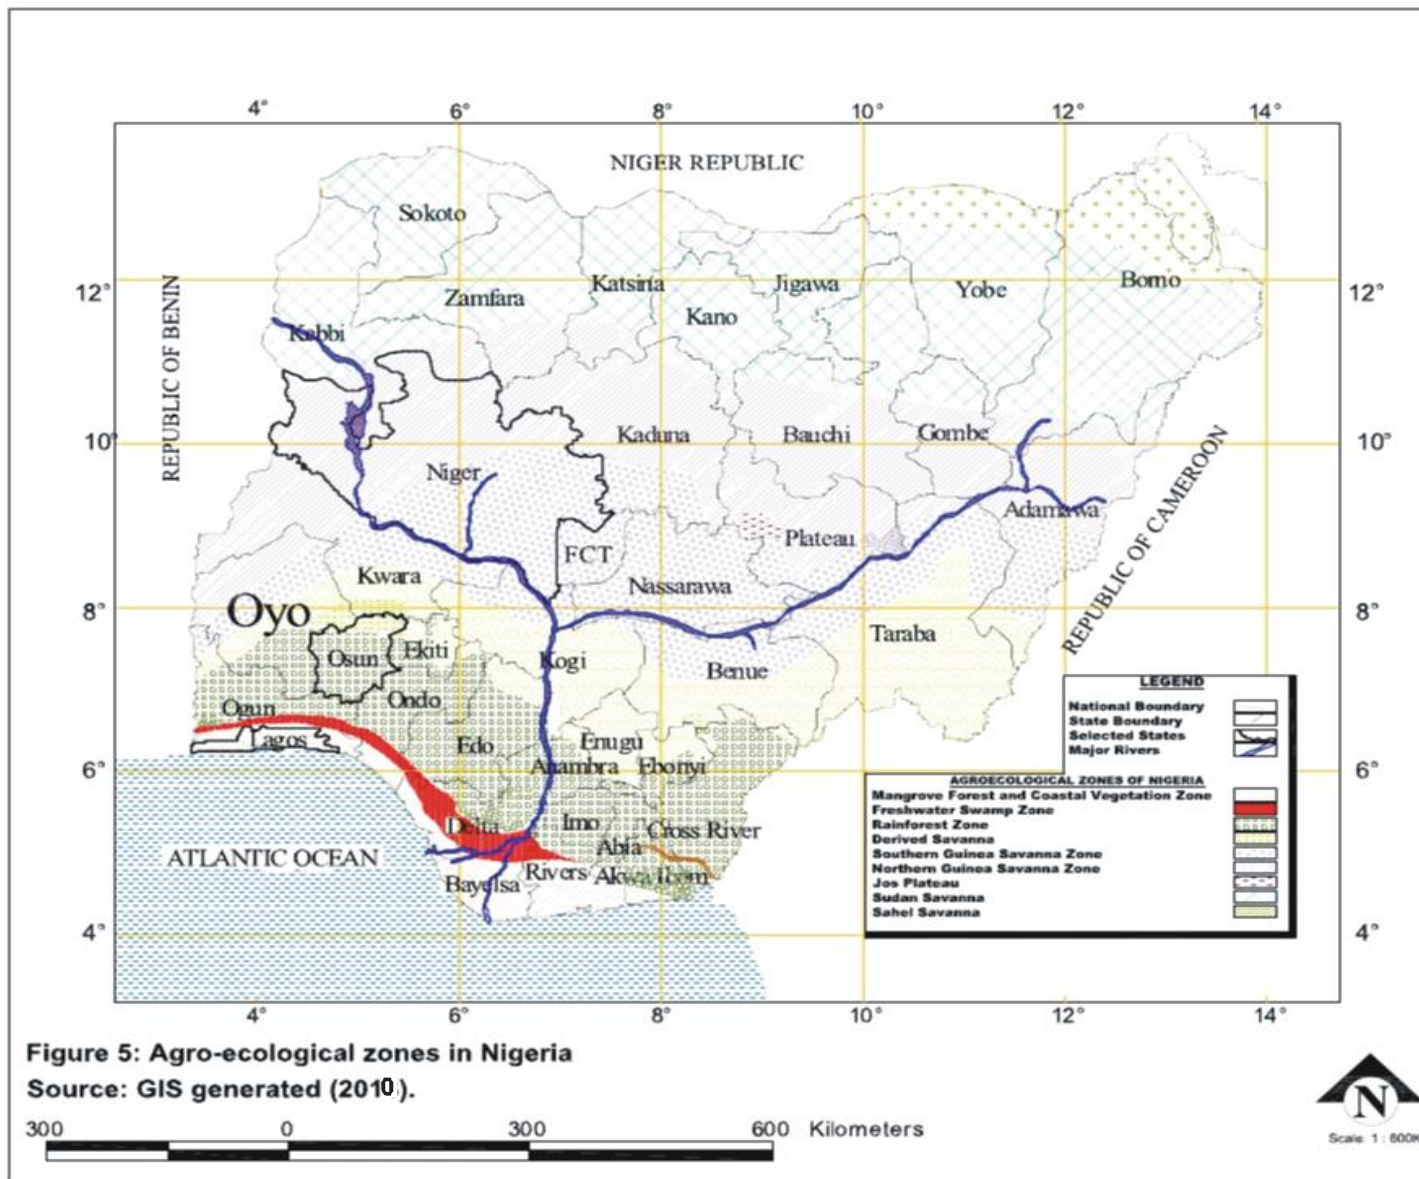 4° 6° 8° 10° 12° 14°
NIGER REPUBLIC
Sokoto
Katsina
Jigawa
Zamfara
Yobe
Borno
12° 12°
Kano
Kebbi
REPUBLIC OF BENIN
10° 10°
Kaduna
Bauchi
Gombe
Niger
Adamawa
REPUBLIC OF CAMEROON
Plateau
FCT
Kwara
Nassarawa
8° 8°
Oyo
Taraba
Osun
Ekiti
Kogi
Benue
Ondo
Ogun
agos
Edo
Enugu
Anambra
Ebonyi
6° 6°
Delta
Imo
Cross River
Abia
ATLANTIC OCEAN
Bayelsa
Rivers
Akwa Ibom
4° 4°
LEGEND
National Boundary
State Boundary
Selected States
Major Rivers
AGROECOLOGICAL ZONES OF NIGERIA
Mangrove Forest and Coastal Vegetation Zone
Freshwater Swamp Zone
Rainforest Zone
Derived Savanna
Southern Guinea Savanna Zone
Northern Guinea Savanna Zone
Jos Plateau
Sudan Savanna
Sahel Savanna
4° 6° 8° 10° 12° 14°
Figure 5: Agro-ecological zones in Nigeria
Source: GIS generated (2010).
300 0 300 600 Kilometers
N
Scale: 1 : 600K